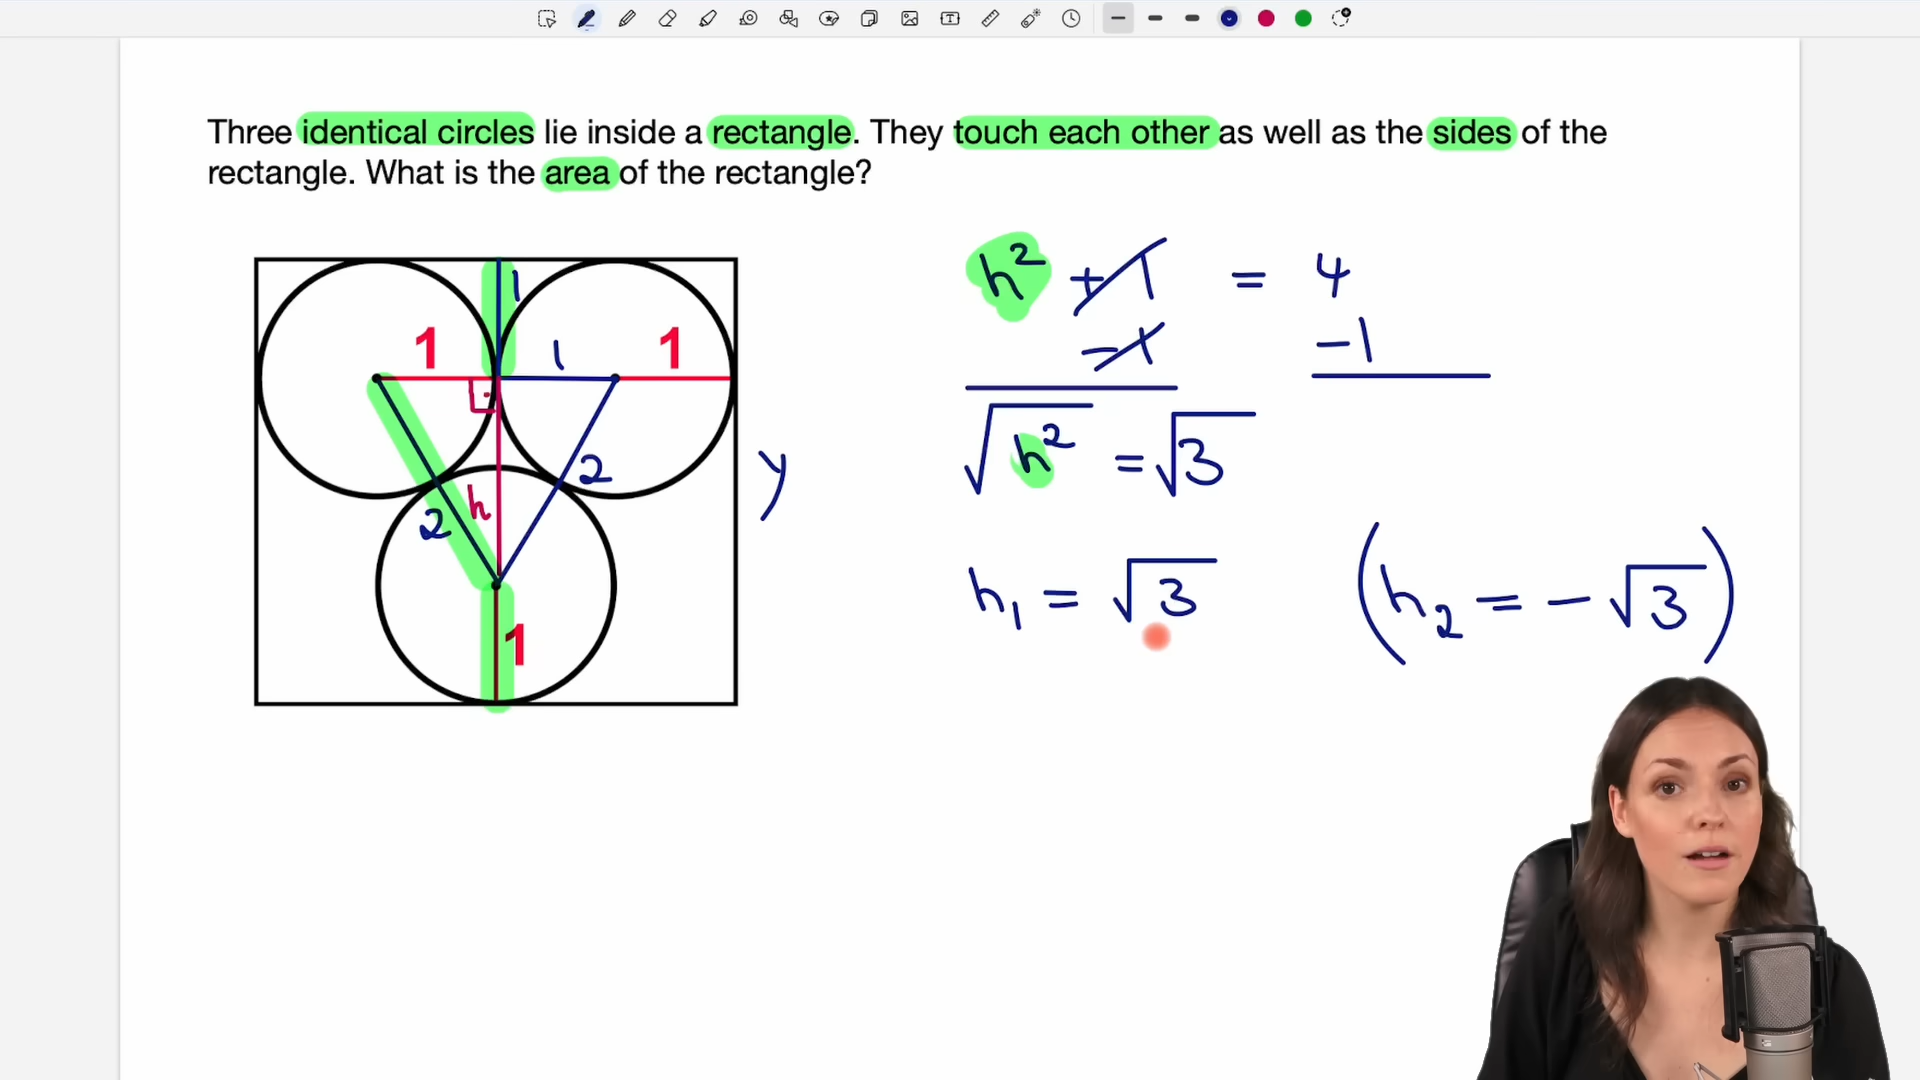 Three identical circles lie inside a rectangle. They touch each other as well as the sides of the
rectangle. What is the area of the rectangle?
1
1
1
1
2
2
h
1
y
h² + 1 = 4
-1 -1
√h² = √3
h₁ = √3 (h₂ = -√3)